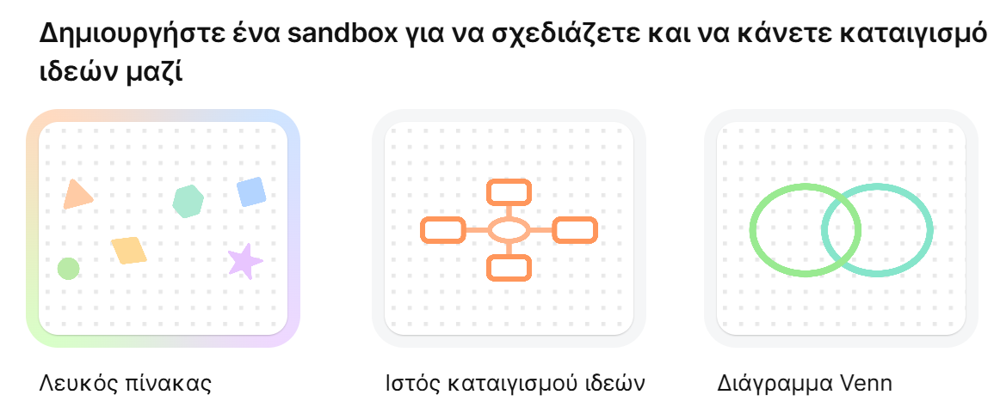 Δημιουργήστε ένα sandbox για να σχεδιάζετε και να κάνετε καταιγισμό
ιδεών μαζί
Λευκός πίνακας
Ιστός καταιγισμού ιδεών
Διάγραμμα Venn